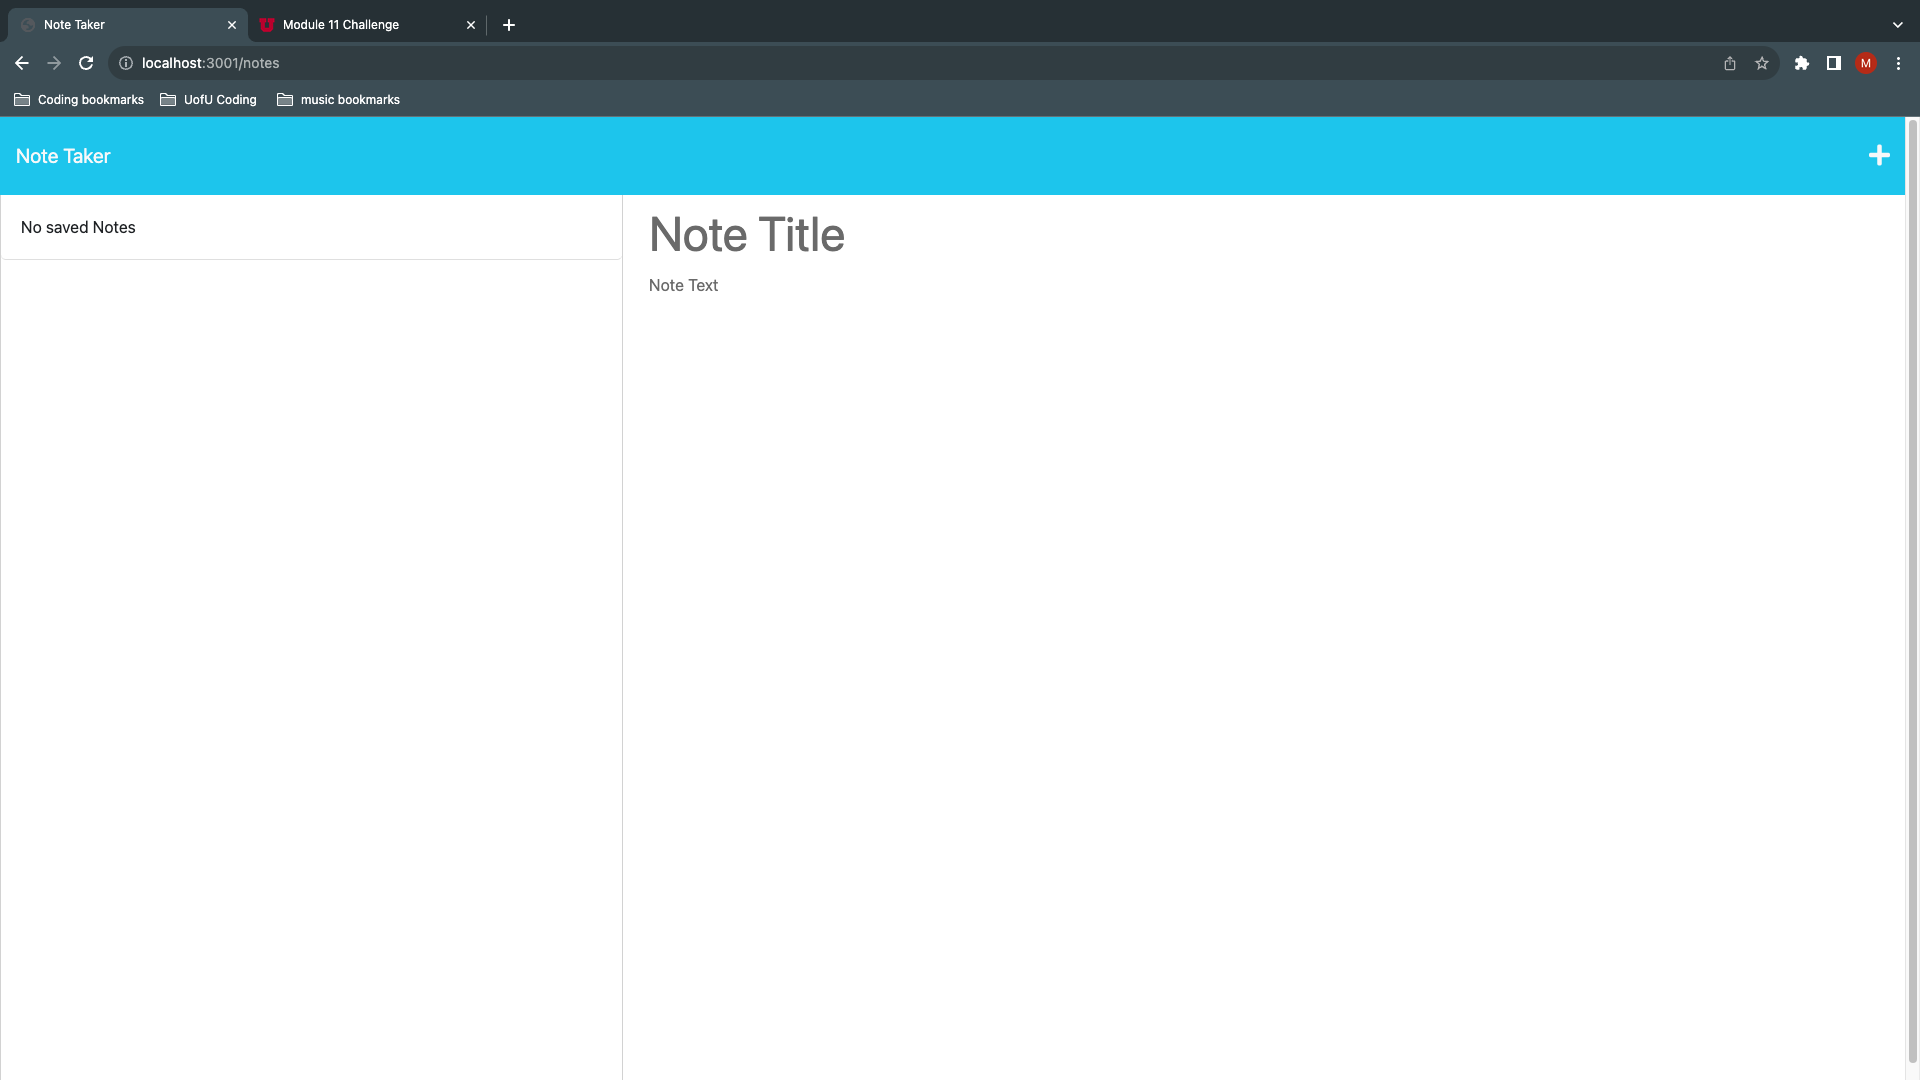 Note Taker
Module 11 Challenge
localhost:3001/notes
M
Coding bookmarks
UofU Coding
music bookmarks
Note Taker
No saved Notes
Note Title
Note Text